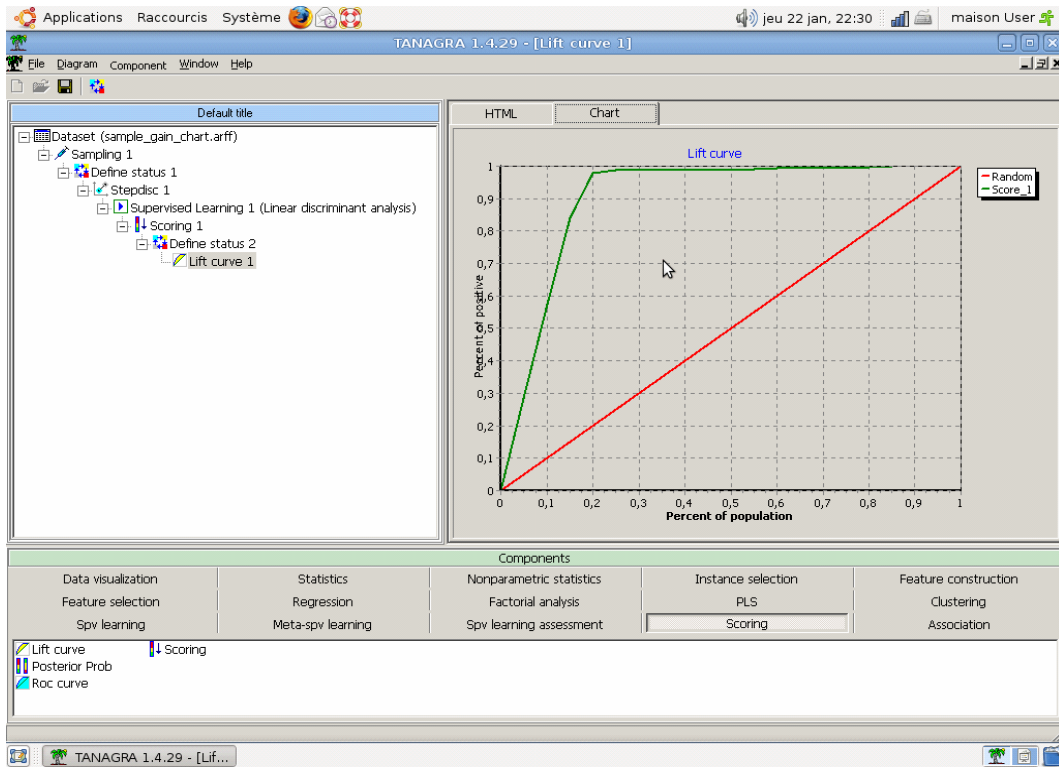 Applications Raccourcis Système jeu 22 jan, 22:30 maison User
TANAGRA 1.4.29 - [Lift curve 1]
File Diagram Component Window Help
Default title
Dataset (sample_gain_chart.arff)
Sampling 1
Define status 1
Stepdisc 1
Supervised Learning 1 (Linear discriminant analysis)
Scoring 1
Define status 2
Lift curve 1
HTML Chart
Lift curve
Random
Score_1
Percent of positive
1
0,9
0,8
0,7
0,6
0,5
0,4
0,3
0,2
0,1
0
0 0,1 0,2 0,3 0,4 0,5 0,6 0,7 0,8 0,9 1
Percent of population
Components
Data visualization Statistics Nonparametric statistics Instance selection Feature construction
Feature selection Regression Factorial analysis PLS Clustering
Spv learning Meta-spv learning Spv learning assessment Scoring Association
Lift curve Scoring
Posterior Prob
Roc curve
TANAGRA 1.4.29 - [Lif...